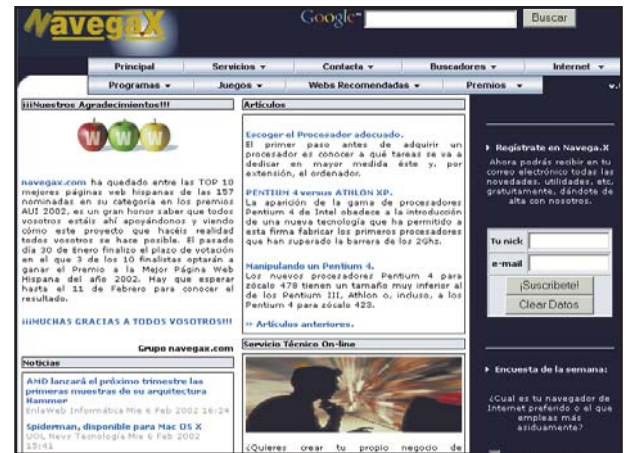 NavegaX
Google™
Buscar
Principal
Servicios
Contacta
Buscadores
Internet
Programas
Juegos
Webs Recomendadas
Premios
¡¡¡Nuestros Agradecimientos!!!
W W W
navegax.com ha quedado entre las TOP 10
mejores páginas web hispanas de las 157
nominadas en su categoría en los premios
AUI 2002, es un gran honor saber que todos
vosotros estáis ahí apoyándonos y viendo
cómo este proyecto que hacéis realidad
todos vosotros se hace posible. El pasado
día 30 de Enero finalizo el plazo de votación
en el que 3 de los 10 finalistas optarán a
ganar el Premio a la Mejor Página Web
Hispana del año 2002. Hay que esperar
hasta el 11 de Febrero para conocer el
resultado.
¡¡¡MUCHAS GRACIAS A TODOS VOSOTROS!!!
Grupo navegax.com
Noticias
AMD lanzará el próximo trimestre las
primeras muestras de su arquitectura
Hammer
EnlaWeb Informática Mie 6 Feb 2002 16:24
Spiderman, disponible para Mac OS X
UOL News Tecnología Mie 6 Feb 2002
15:41
Artículos
Escoger el Procesador adecuado.
El primer paso antes de adquirir un
procesador es conocer a qué tareas se va a
dedicar en mayor medida éste y, por
extensión, el ordenador.
PENTIUM 4 versus ATHLON XP.
La aparición de la gama de procesadores
Pentium 4 de Intel obedece a la introducción
de una nueva tecnología que ha permitido a
esta firma fabricar los primeros procesadores
que han superado la barrera de los 2Ghz.
Manipulando un Pentium 4.
Los nuevos procesadores Pentium 4 para
zócalo 478 tienen un tamaño muy inferior al
de los Pentium III, Athlon o, incluso, a los
Pentium 4 para zócalo 423.
» Artículos anteriores.
Servicio Técnico On-line
¿Quieres crear tu propio negocio de
Regístrate en Navega.X
Ahora podrás recibir en tu
correo electrónico todas las
novedades, utilidades, etc,
gratuitamente, dándote de
alta con nosotros.
Tu nick
e-mail
¡Suscribete!
Clear Datos
Encuesta de la semana:
¿Cual es tu navegador de
Internet preferido o el que
empleas más
asiduamente?